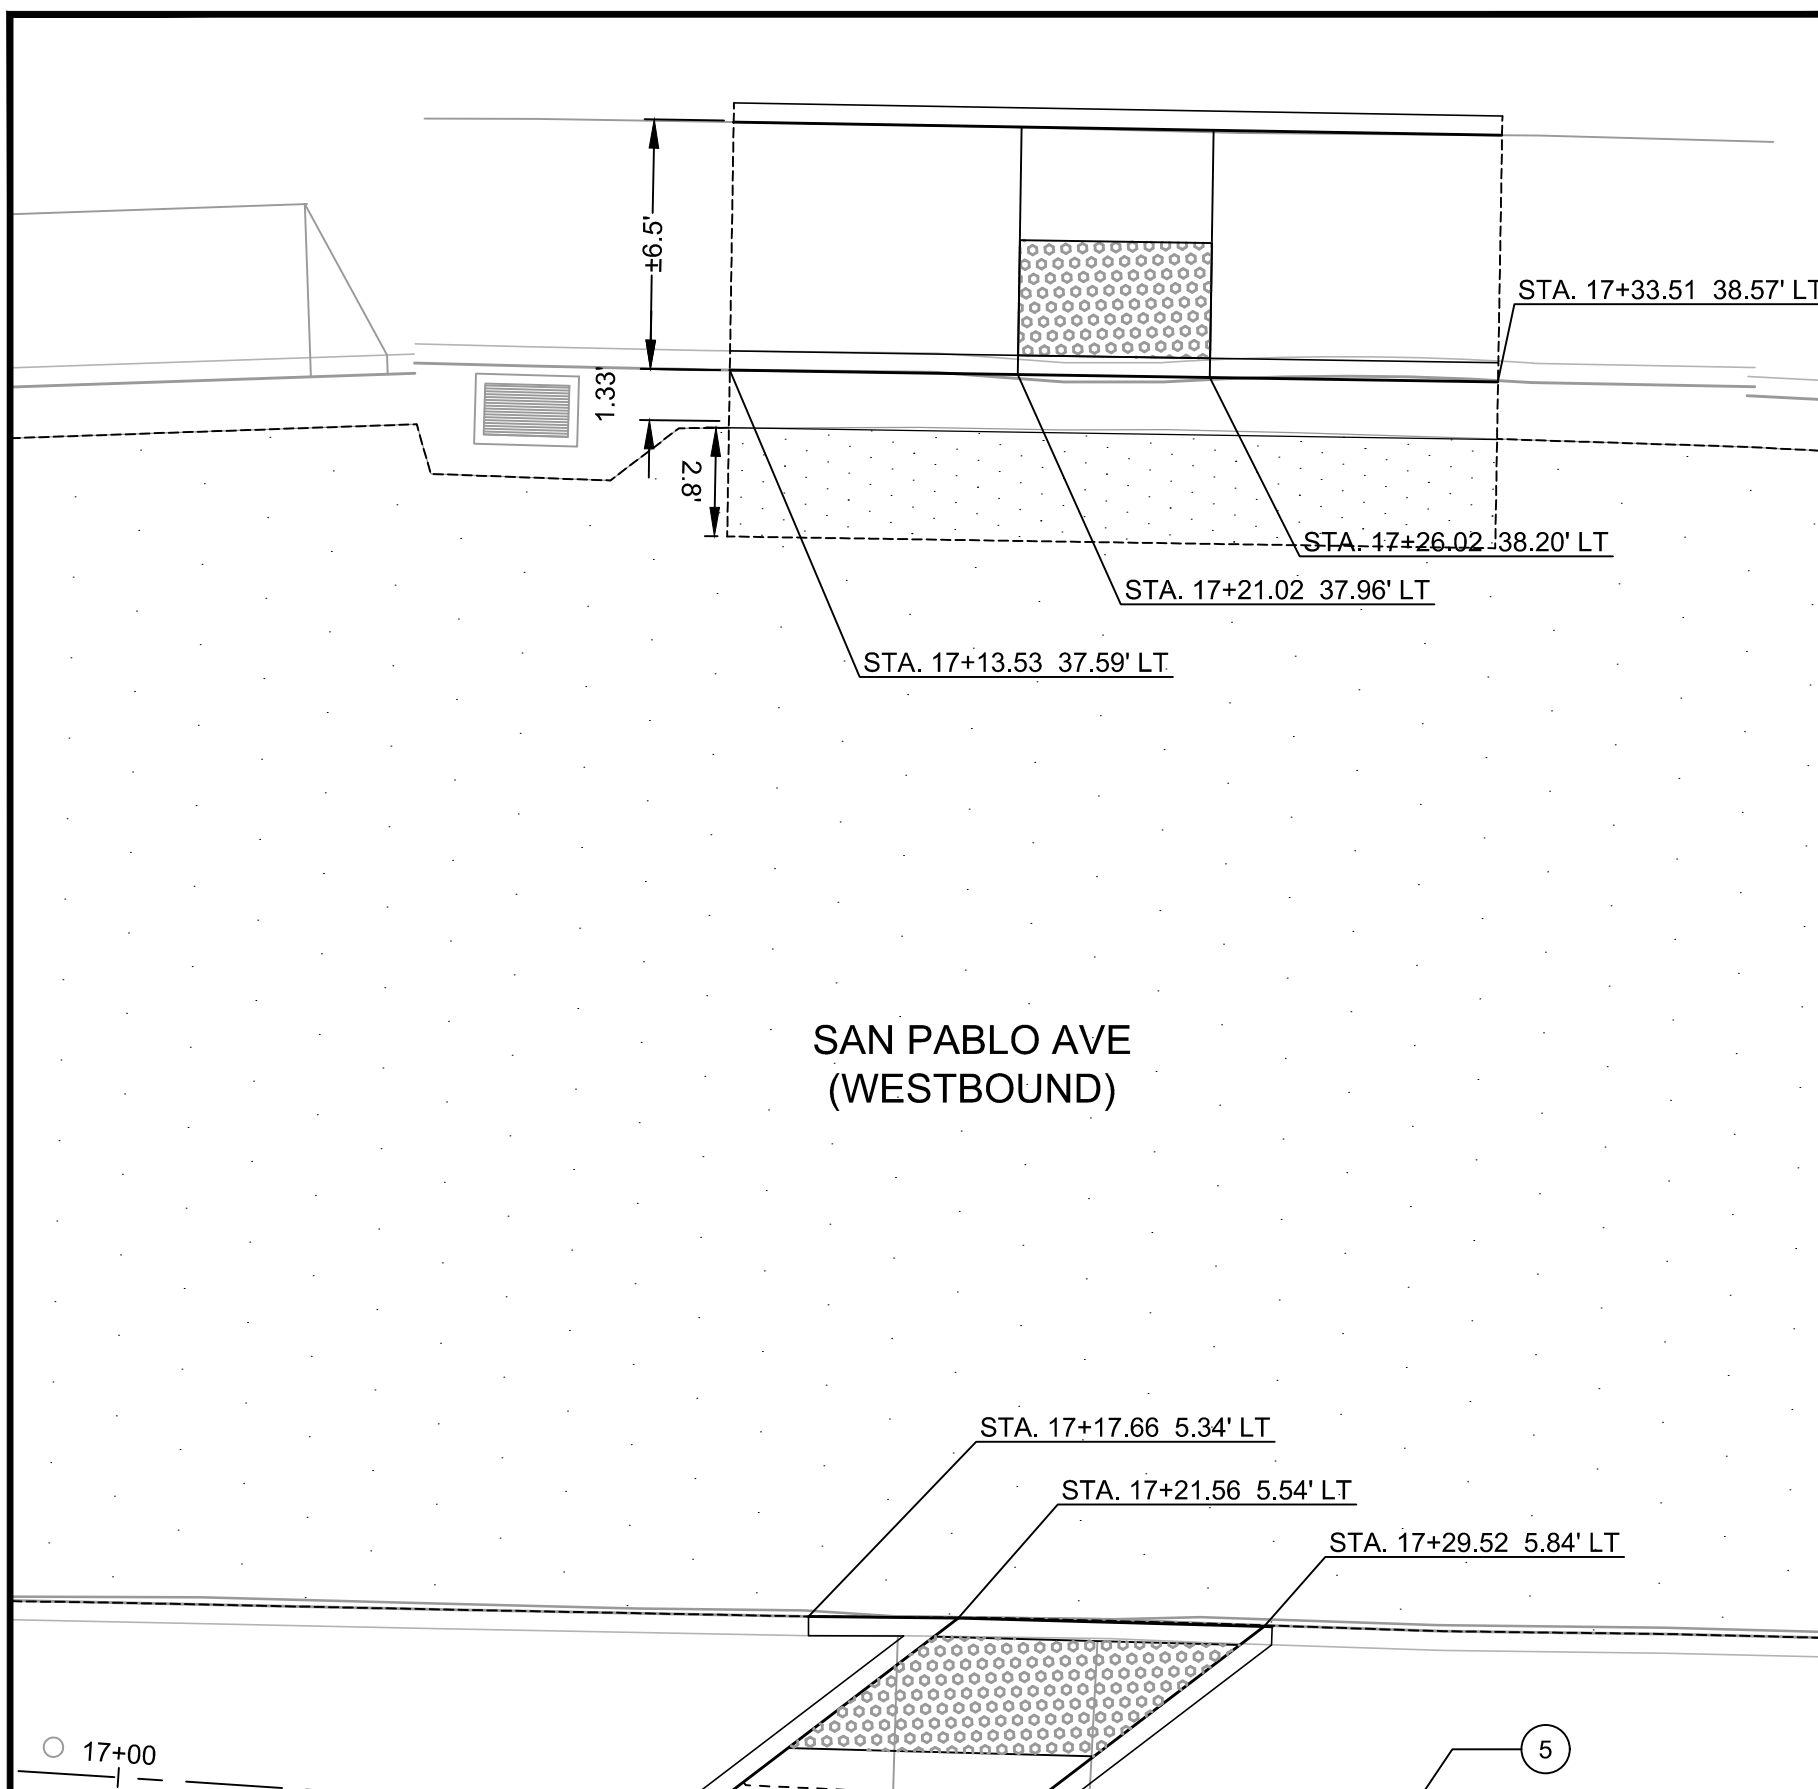 ±6.5'
STA. 17+33.51 38.57' LT
1.33'
2.8'
STA. 17+26.02 38.20' LT
STA. 17+21.02 37.96' LT
STA. 17+13.53 37.59' LT
SAN PABLO AVE
(WESTBOUND)
STA. 17+17.66 5.34' LT
STA. 17+21.56 5.54' LT
STA. 17+29.52 5.84' LT
17+00
5